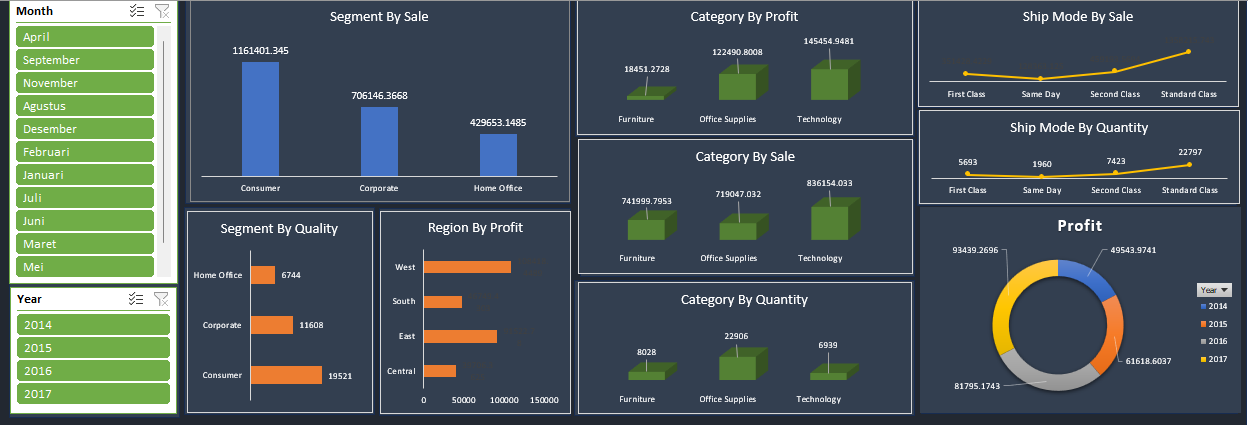 Month
April
September
November
Agustus
Desember
Februari
Januari
Juli
Juni
Maret
Mei
Year
2014
2015
2016
2017
Segment By Sale
1161401.345
706146.3668
429653.1485
Consumer Corporate Home Office
Segment By Quality
Home Office 6744
Corporate 11608
Consumer 19521
Region By Profit
West
South
East
Central
0 50000 100000 150000
Category By Profit
145454.9481
122490.8008
18451.2728
Furniture Office Supplies Technology
Category By Sale
836154.033
741999.7953 719047.032
Furniture Office Supplies Technology
Category By Quantity
22906
8028 6939
Furniture Office Supplies Technology
Ship Mode By Sale
First Class Same Day Second Class Standard Class
Ship Mode By Quantity
22797
5693 1960 7423
First Class Same Day Second Class Standard Class
Profit
93439.2696 49543.9741
Year
2014
2015
2016
2017
61618.6037
81795.1743